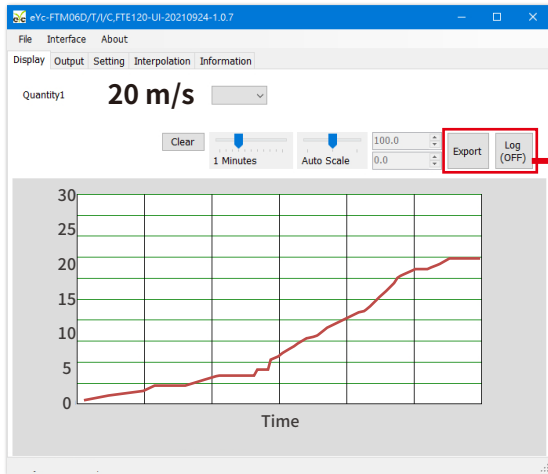 eYc-FTM06D/T/I/C,FTE120-UI-20210924-1.0.7
File Interface About
Display Output Setting Interpolation Information
Quantity1 20 m/s
Clear 1 Minutes Auto Scale 100.0 0.0 Export Log (OFF)
30
25
20
15
10
5
0
Time